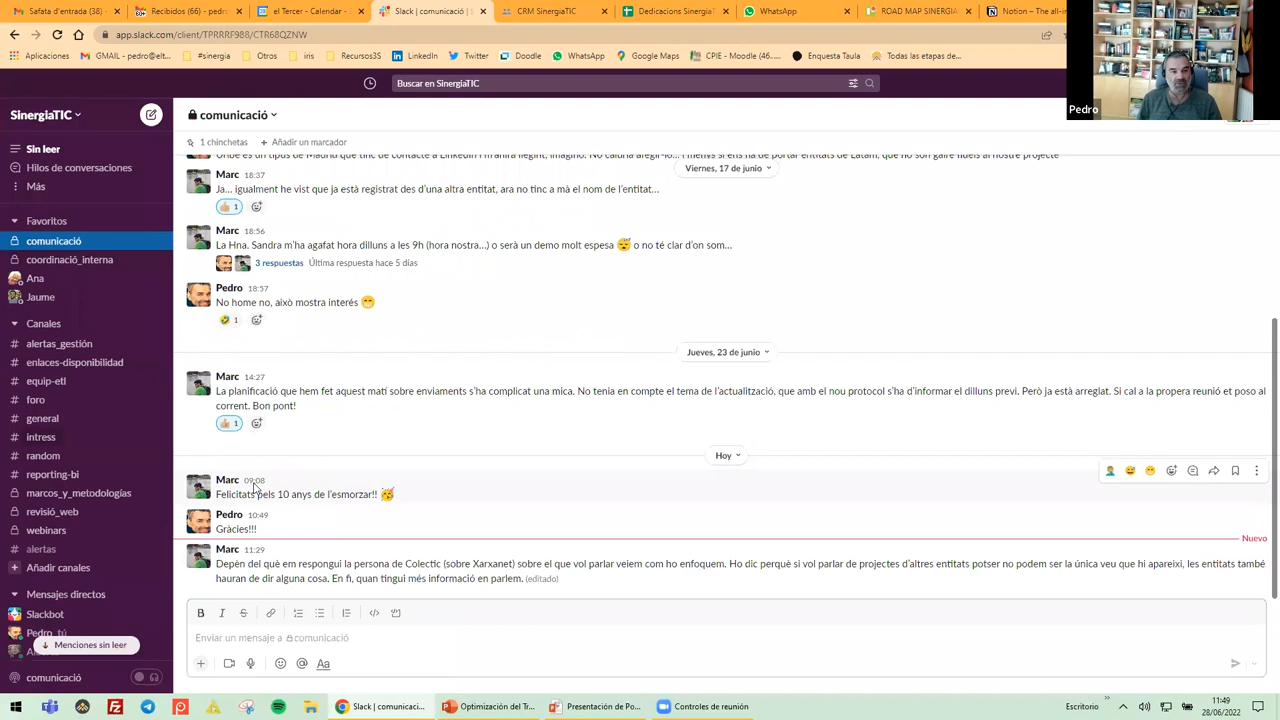 Safata d'entrada (38) -
Recibidos (66) - pedro
el Tercer - Calendar -
Slack | comunicació |
CRM SinergiaTIC
Dedicacions Sinergia
WhatsApp
ROAD MAP SINERGIA
Notion – The all-in
app.slack.com/client/TPRRRF988/CTR68QZNW
Aplicaciones
GMAIL - pedro@elt...
#sinergia
Otros
iris
Recursos3S
LinkedIn
Twitter
Doodle
WhatsApp
Google Maps
CPIE - Moodle (46....
Enquesta Taula
Todas las etapas de...
Pedro
Buscar en SinergiaTIC
SinergiaTIC
comunicació
1 chinchetas
Añadir un marcador
Sin leer
Hilos de conversacio...
Más
Favoritos
comunicació
coordinació_interna
Ana
Jaume
Canales
alertas_gestión
enlaces-disponibilidad
equip-etl
foro
general
intress
random
reporting-bi
marcos_y_metodologías
revisió_web
webinars
alertas
Añadir canales
Mensajes directos
Slackbot
Pedro tú
Menciones sin leer
comunicació
Viernes, 17 de junio
Marc 18:37
Ja... igualment he vist que ja està registrat des d'una altra entitat, ara no tinc a mà el nom de l'entitat...
1
Marc 18:56
La Hna. Sandra m'ha agafat hora dilluns a les 9h (hora nostra...) o serà un demo molt espesa 😴 o no té clar d'on som...
3 respuestas Última respuesta hace 5 días
Pedro 18:57
No home no, això mostra interés 😁
1
Jueves, 23 de junio
Marc 14:27
La planificació que hem fet aquest matí sobre enviaments s'ha complicat una mica. No tenia en compte el tema de l'actualització, que amb el nou protocol s'ha d'informar el dilluns previ. Però ja està arreglat. Si cal a la propera reunió et poso al
corrent. Bon pont!
1
Hoy
Marc 09:08
Felicitats pels 10 anys de l'esmorzar!! 🥳
Pedro 10:49
Gràcies!!!
Nuevo
Marc 11:29
Depèn del què em respongui la persona de Colectic (sobre Xarxanet) sobre el que vol parlar veiem com ho enfoquem. Ho dic perquè si vol parlar de projectes d'altres entitats potser no podem ser la única veu que hi apareixi, les entitats també
hauran de dir alguna cosa. En fi, quan tingui més informació en parlem. (editado)
Enviar un mensaje a comunicació
Slack | comunicaci...
Optimización del Tr...
Presentación de Po...
Controles de reunión
Escritorio
11:49
28/06/2022